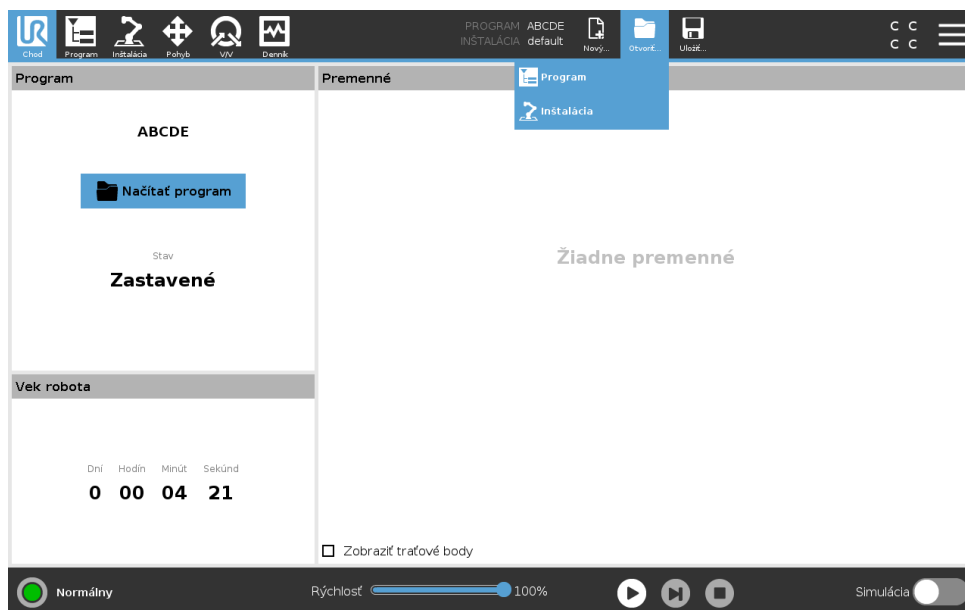 UR
Chod Program Inštalácia Pohyb V/V Denník
PROGRAM ABCDE
INŠTALÁCIA default
Nový... Otvoriť... Uložiť...
C C
C C
Program
Inštalácia
Program
ABCDE
Načítať program
Stav
Zastavené
Vek robota
Dní Hodín Minút Sekúnd
0 00 04 21
Premenné
Žiadne premenné
Zobraziť traťové body
Normálny
Rýchlosť 100%
Simulácia